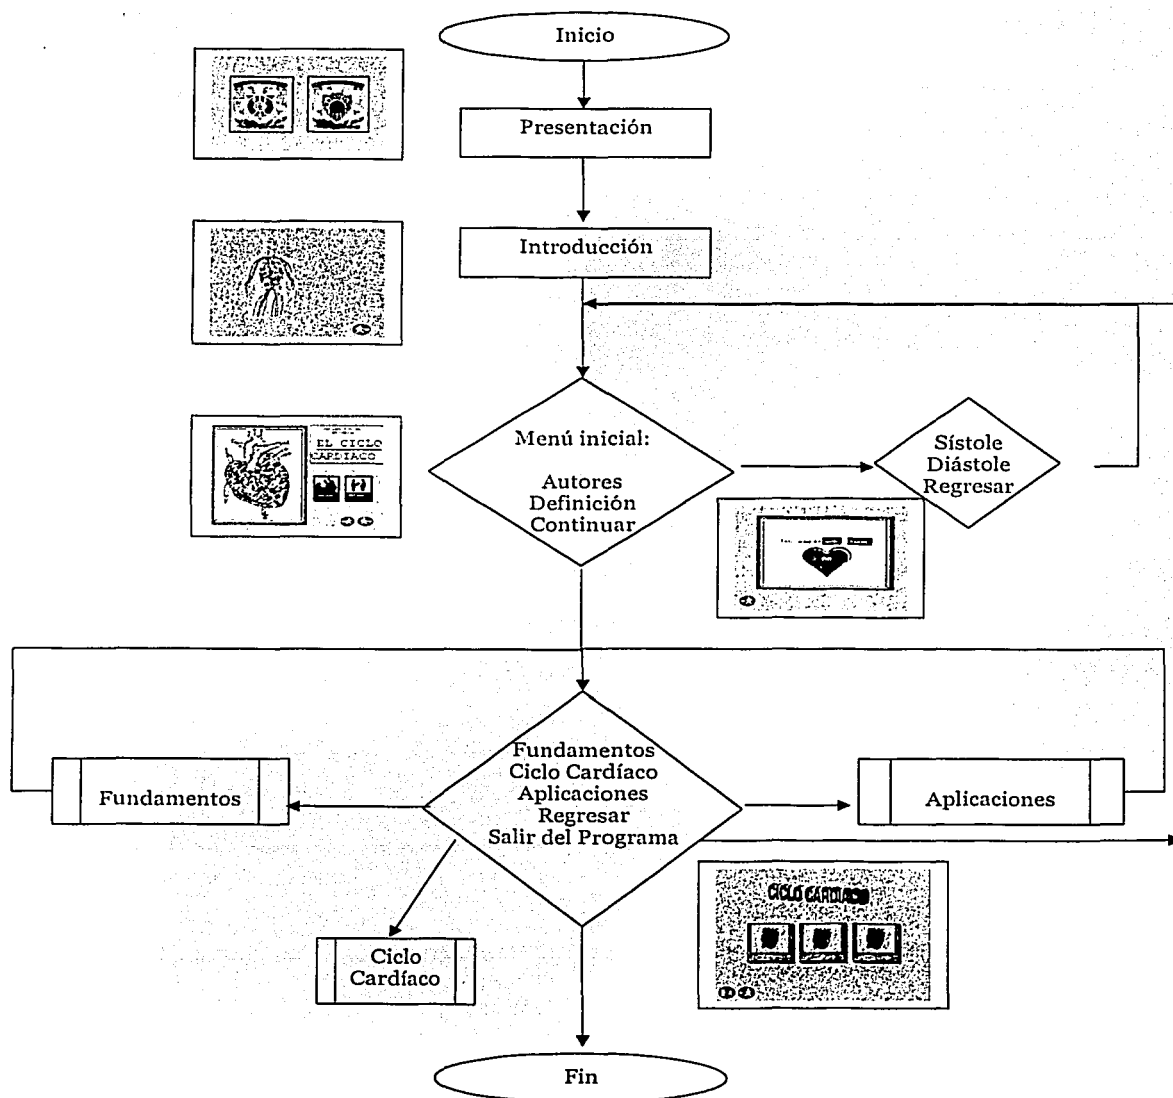 Inicio
Presentación
Introducción
EL CICLO
CARDIACO
Menú inicial:
Autores
Definición
Continuar
Sístole
Diástole
Regresar
Fundamentos
Ciclo Cardíaco
Aplicaciones
Regresar
Salir del Programa
Fundamentos
Aplicaciones
CICLO CARDIACO
Ciclo
Cardíaco
Fin